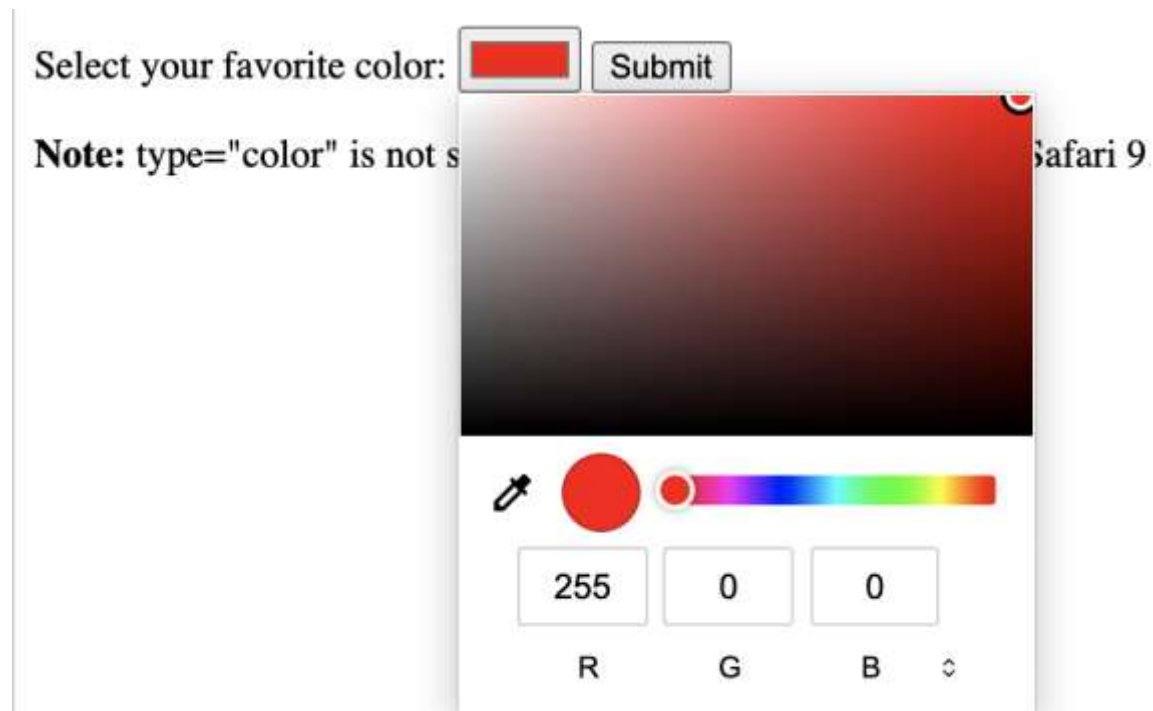 Select your favorite color: Submit
Note: type="color" is not s
Safari 9.
255 0 0
R G B